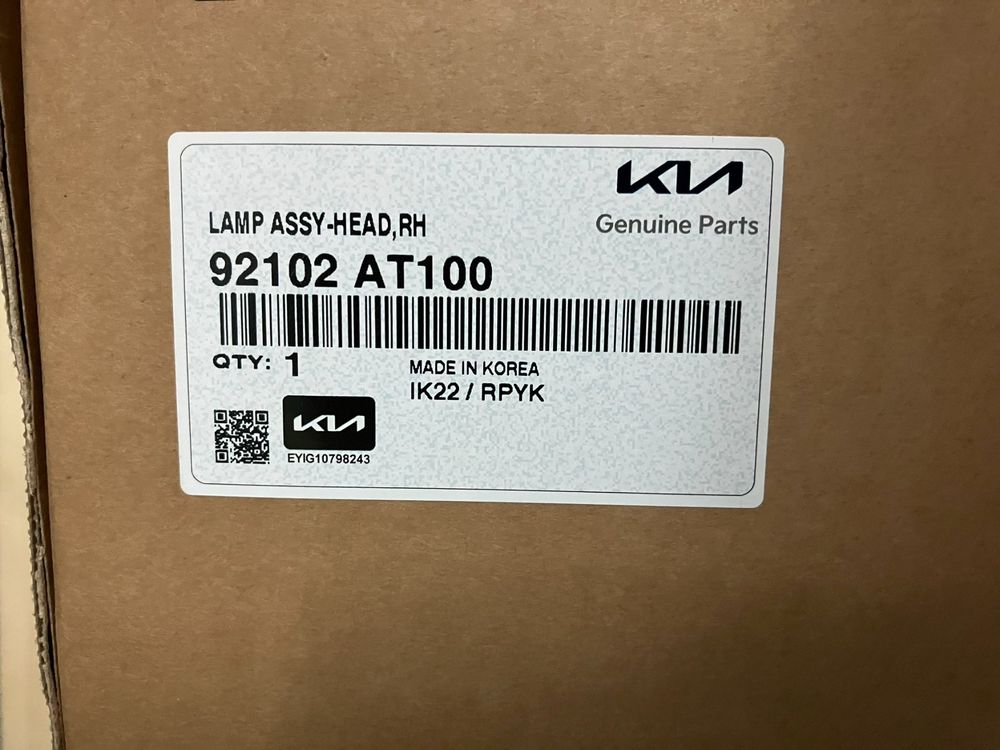 KIA
Genuine Parts
LAMP ASSY-HEAD,RH
92102 AT100
QTY: 1
MADE IN KOREA
IK22 / RPYK
KIA
EYIG10798243